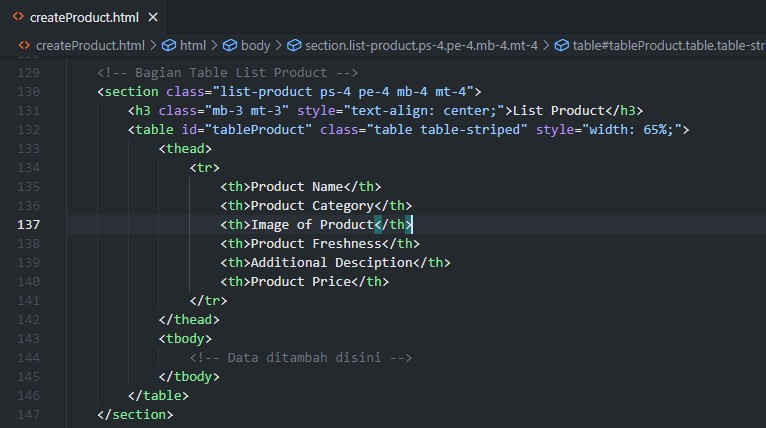 createProduct.html
createProduct.html > html > body > section.list-product.ps-4.pe-4.mb-4.mt-4 > table#tableProduct.table.table-str
129 <!-- Bagian Table List Product -->
130 <section class="list-product ps-4 pe-4 mb-4 mt-4">
131 <h3 class="mb-3 mt-3" style="text-align: center;">List Product</h3>
132 <table id="tableProduct" class="table table-striped" style="width: 65%;">
133 <thead>
134 <tr>
135 <th>Product Name</th>
136 <th>Product Category</th>
137 <th>Image of Product</th>
138 <th>Product Freshness</th>
139 <th>Additional Desciption</th>
140 <th>Product Price</th>
141 </tr>
142 </thead>
143 <tbody>
144 <!-- Data ditambah disini -->
145 </tbody>
146 </table>
147 </section>